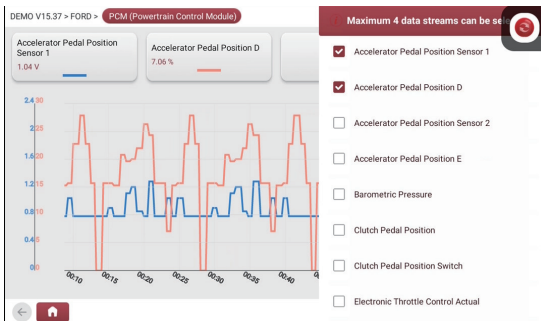 DEMO V15.37 > FORD > PCM (Powertrain Control Module)
Maximum 4 data streams can be sele
Accelerator Pedal Position
Sensor 1
1.04 V
Accelerator Pedal Position D
7.06 %
Accelerator Pedal Position Sensor 1
Accelerator Pedal Position D
Accelerator Pedal Position Sensor 2
Accelerator Pedal Position E
Barometric Pressure
Clutch Pedal Position
Clutch Pedal Position Switch
Electronic Throttle Control Actual
2.4 30
2 25
1.6 20
1.2 15
0.8 10
0.4 5
0 0
00:10 00:15 00:20 00:25 00:30 00:35 00:40